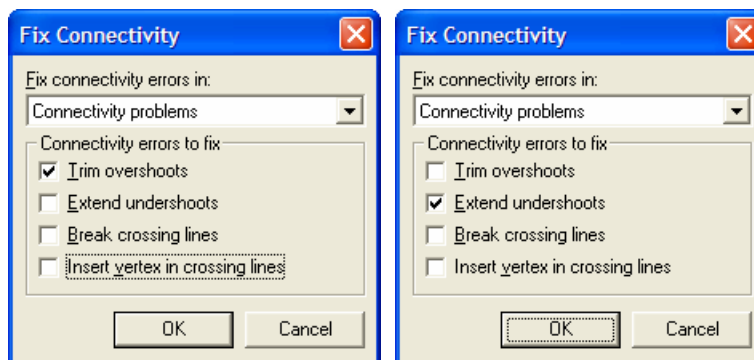 Fix Connectivity
Fix connectivity errors in:
Connectivity problems
Connectivity errors to fix
Trim overshoots
Extend undershoots
Break crossing lines
Insert vertex in crossing lines
OK Cancel
Fix Connectivity
Fix connectivity errors in:
Connectivity problems
Connectivity errors to fix
Trim overshoots
Extend undershoots
Break crossing lines
Insert vertex in crossing lines
OK Cancel